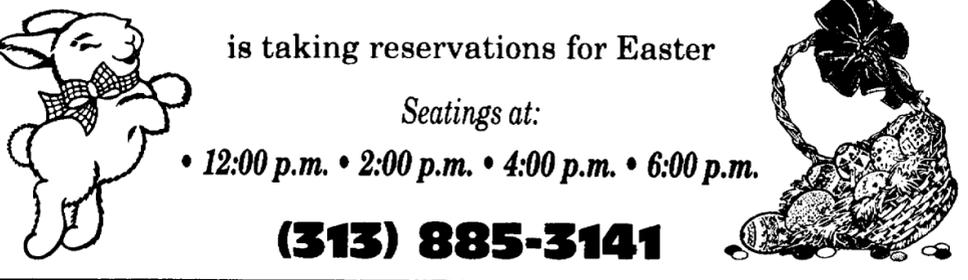 is taking reservations for Easter
Seatings at:
• 12:00 p.m. • 2:00 p.m. • 4:00 p.m. • 6:00 p.m.
(313) 885-3141